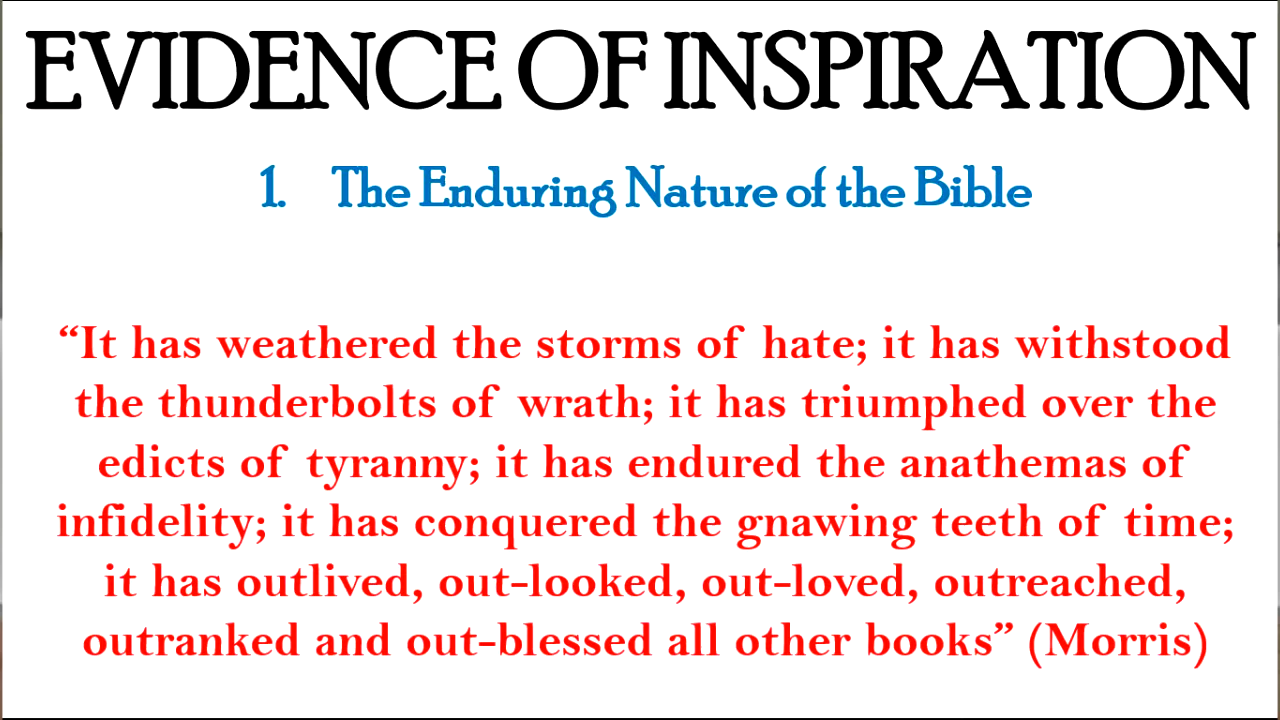 EVIDENCE OF INSPIRATION
1. The Enduring Nature of the Bible
“It has weathered the storms of hate; it has withstood
the thunderbolts of wrath; it has triumphed over the
edicts of tyranny; it has endured the anathemas of
infidelity; it has conquered the gnawing teeth of time;
it has outlived, out-looked, out-loved, outreached,
outranked and out-blessed all other books” (Morris)